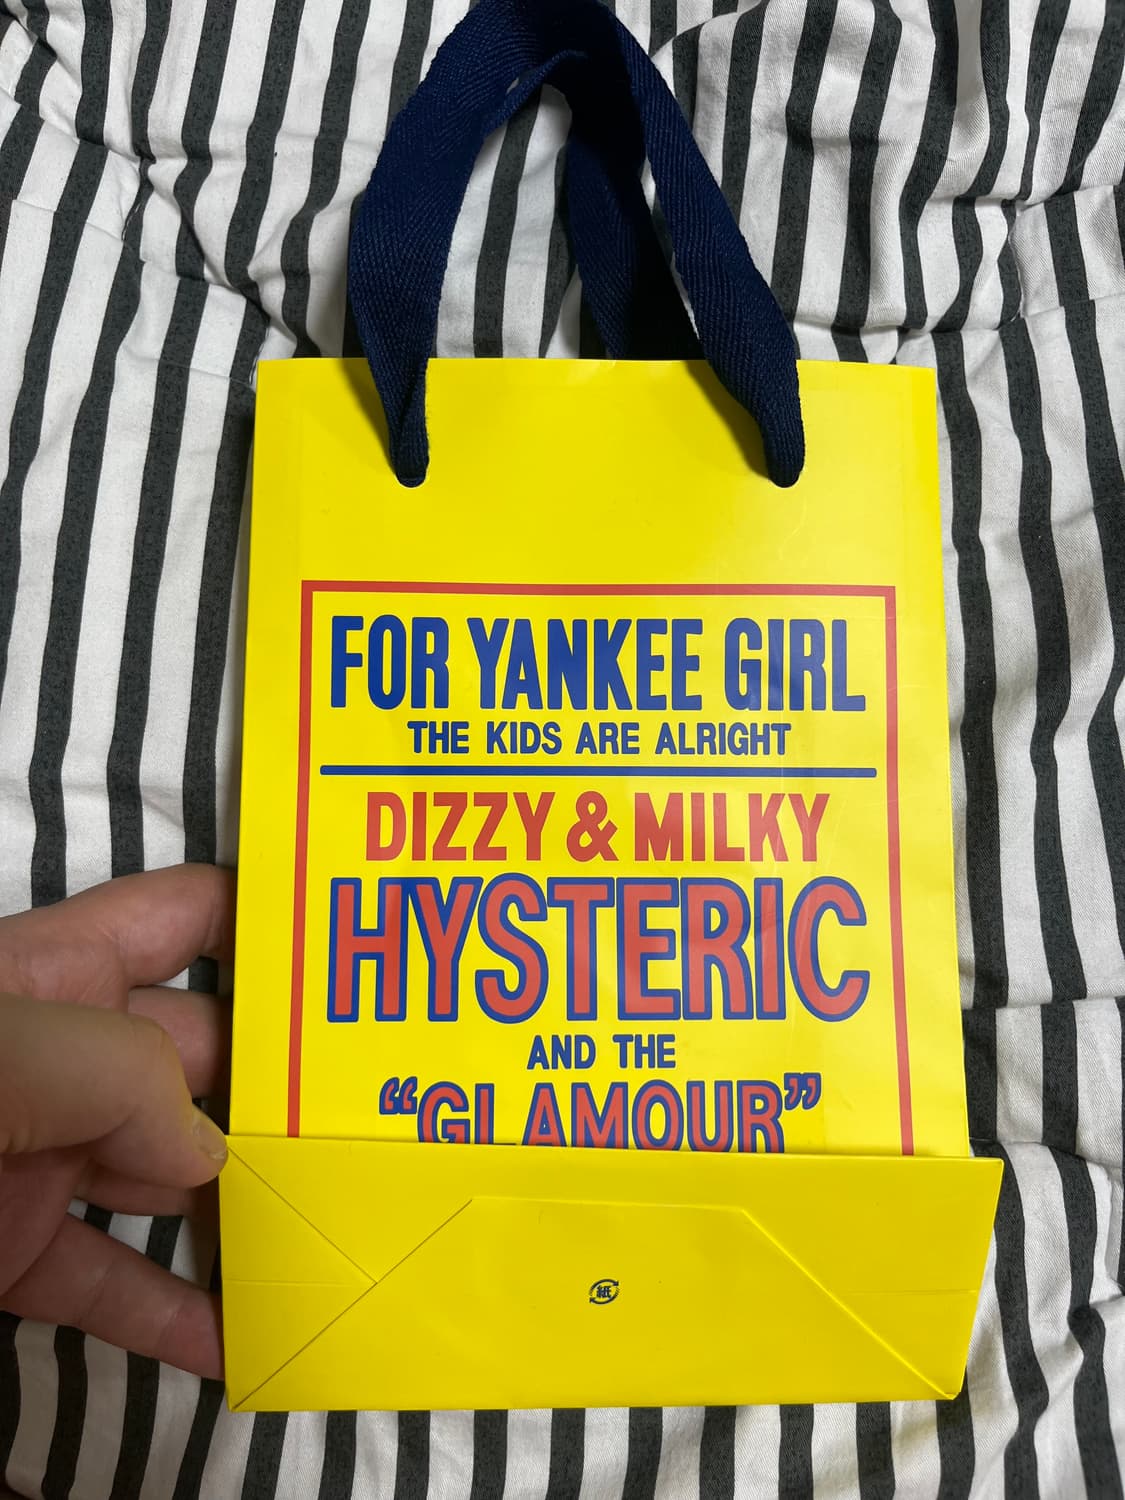 FOR YANKEE GIRL
THE KIDS ARE ALRIGHT
DIZZY & MILKY
HYSTERIC
AND THE
“GLAMOUR”
紙